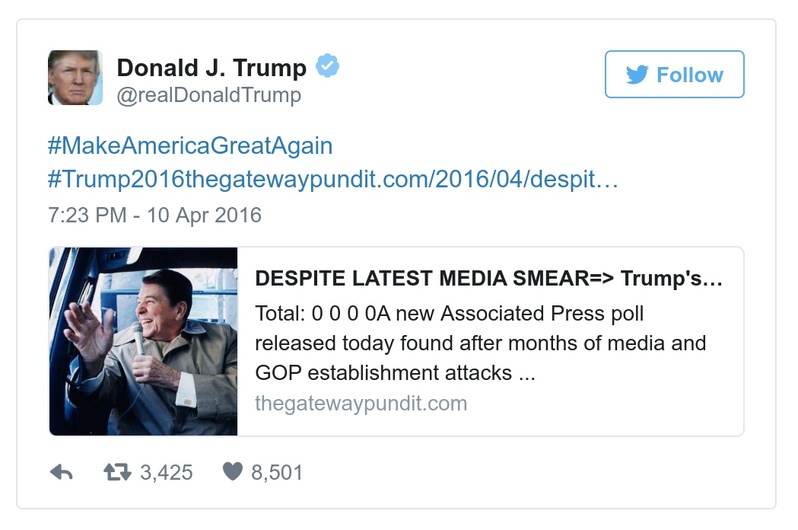 Donald J. Trump
@realDonaldTrump
Follow
#MakeAmericaGreatAgain
#Trump2016thegatewaypundit.com/2016/04/despit…
7:23 PM - 10 Apr 2016
DESPITE LATEST MEDIA SMEAR=> Trump's…
Total: 0 0 0 0A new Associated Press poll
released today found after months of media and
GOP establishment attacks ...
thegatewaypundit.com
3,425 8,501